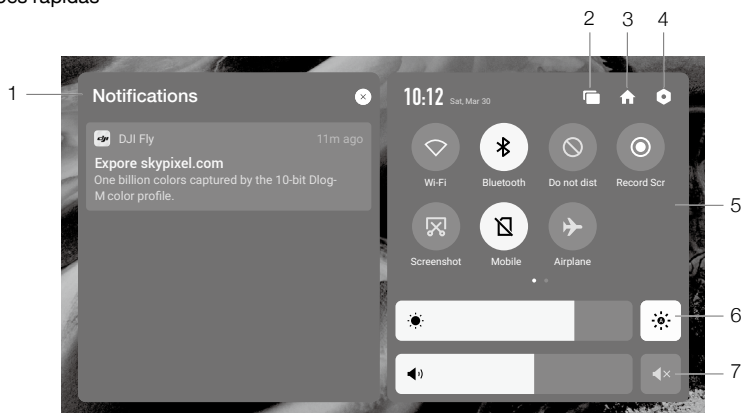 ões rápidas
2 3 4
1
Notifications
10:12 Sat, Mar 30
DJI Fly 11m ago
Expore skypixel.com
One billion colors captured by the 10-bit Dlog-
M color profile.
Wi-Fi Bluetooth Do not dist Record Scr
5
Screenshot Mobile Airplane
6
7